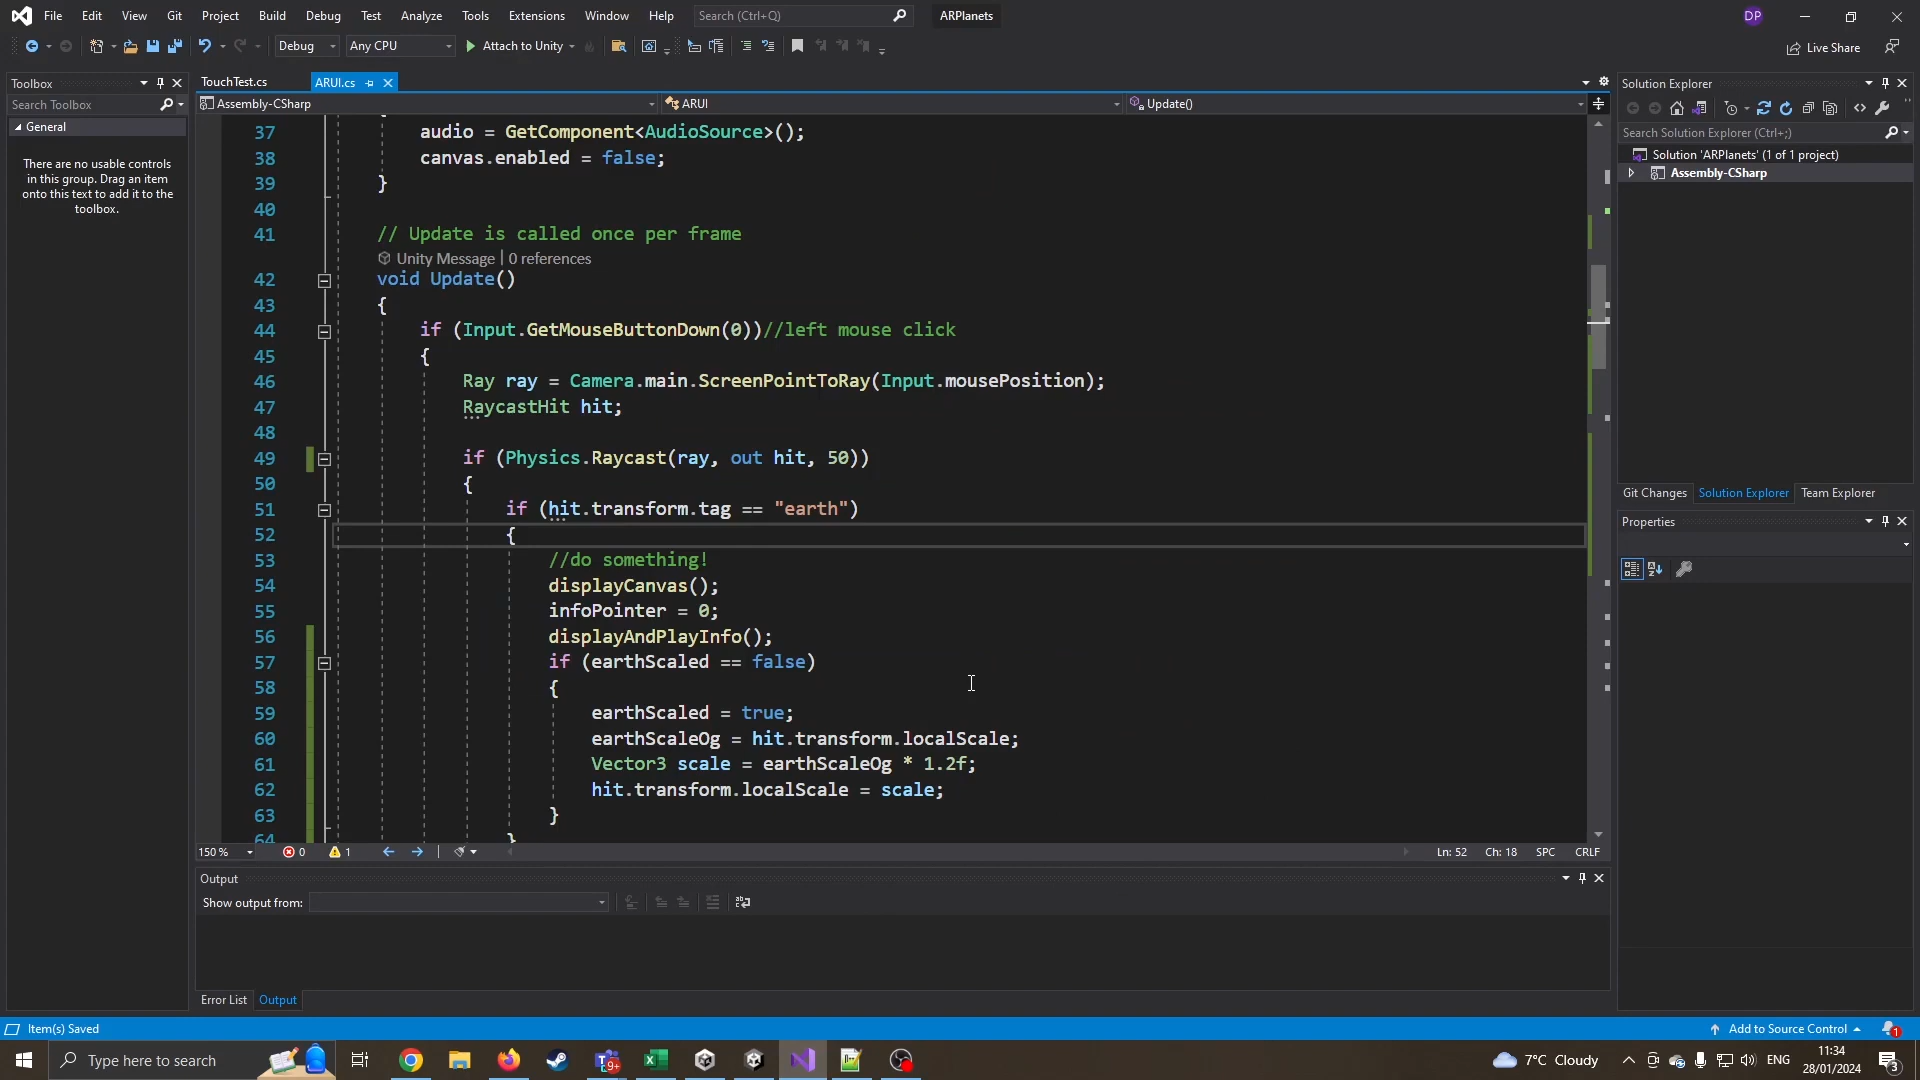 File Edit View Git Project Build Debug Test Analyze Tools Extensions Window Help Search (Ctrl+Q) ARPlanets DP
Debug Any CPU Attach to Unity Live Share
Toolbox
Search Toolbox
General
There are no usable controls
in this group. Drag an item
onto this text to add it to the
toolbox.
TouchTest.cs ARUI.cs
Assembly-CSharp ARUI Update()
37 audio = GetComponent<AudioSource>();
38 canvas.enabled = false;
39 }
40
41 // Update is called once per frame
Unity Message | 0 references
42 void Update()
43 {
44 if (Input.GetMouseButtonDown(0))//left mouse click
45 {
46 Ray ray = Camera.main.ScreenPointToRay(Input.mousePosition);
47 RaycastHit hit;
48
49 if (Physics.Raycast(ray, out hit, 50))
50 {
51 if (hit.transform.tag == "earth")
52 {
53 //do something!
54 displayCanvas();
55 infoPointer = 0;
56 displayAndPlayInfo();
57 if (earthScaled == false)
58 {
59 earthScaled = true;
60 earthScaleOg = hit.transform.localScale;
61 Vector3 scale = earthScaleOg * 1.2f;
62 hit.transform.localScale = scale;
63 }
64 }
150 % 0 1 Ln: 52 Ch: 18 SPC CRLF
Output
Show output from:
Error List Output
Solution Explorer
Search Solution Explorer (Ctrl+;)
Solution 'ARPlanets' (1 of 1 project)
Assembly-CSharp
Git Changes Solution Explorer Team Explorer
Properties
Item(s) Saved Add to Source Control 1
Type here to search 9+ 7°C Cloudy ENG 11:34
28/01/2024 3